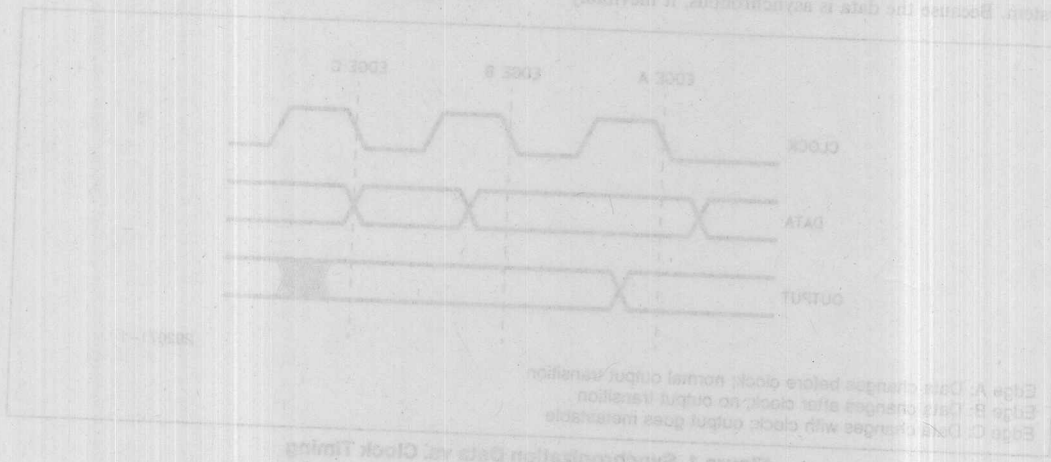 stem. Because the data is asynchronous, it inevitably
EDGE A
EDGE B
EDGE C
CLOCK
DATA
OUTPUT
Edge A: Data changes before clock; normal output transition
Edge B: Data changes after clock; no output transition
Edge C: Data changes with clock; output goes metastable
Figure 1. Synchronization Data vs. Clock Timing